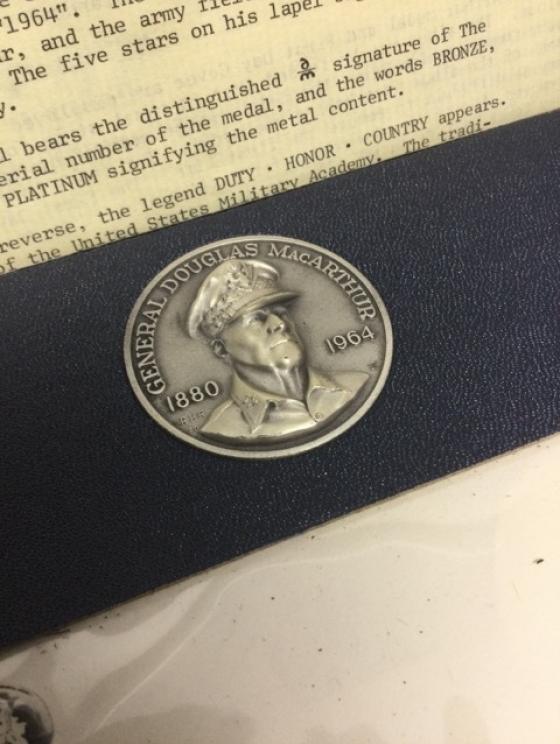 "1964".
r, and the army
The five stars on his lapel
y.
l bears the distinguished signature of The
erial number of the medal, and the words BRONZE,
PLATINUM signifying the metal content.
reverse, the legend DUTY · HONOR · COUNTRY appears.
of the United States Military Academy. The tradi-
GENERAL DOUGLAS MacARTHUR
1880
1964